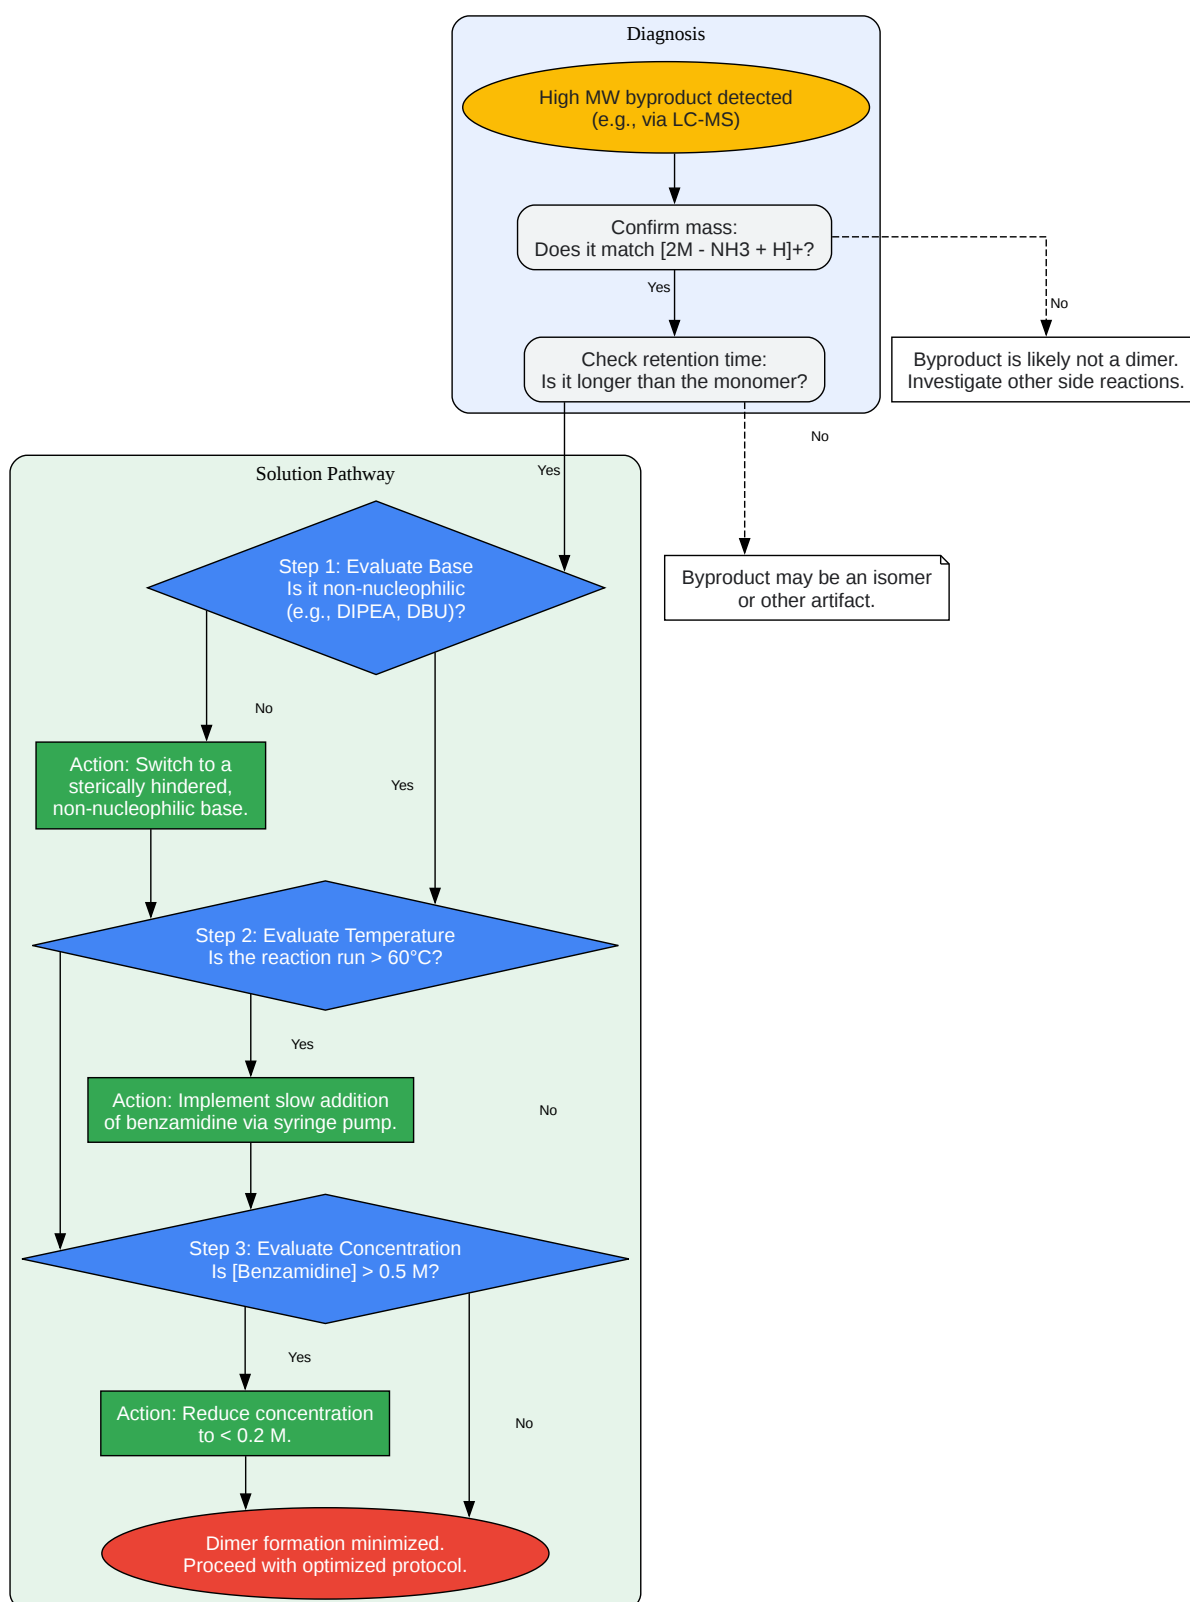 Diagnosis
High MW byproduct detected
(e.g., via LC-MS)
Confirm mass:
Does it match [2M - NH3 + H]+?
Yes
No
Check retention time:
Is it longer than the monomer?
Byproduct is likely not a dimer.
Investigate other side reactions.
No
Yes
Solution Pathway
Step 1: Evaluate Base
Is it non-nucleophilic
(e.g., DIPEA, DBU)?
Byproduct may be an isomer
or other artifact.
No
Action: Switch to a
sterically hindered,
non-nucleophilic base.
Yes
Step 2: Evaluate Temperature
Is the reaction run > 60°C?
Yes
Action: Implement slow addition
of benzamidine via syringe pump.
No
Step 3: Evaluate Concentration
Is [Benzamidine] > 0.5 M?
Yes
Action: Reduce concentration
to < 0.2 M.
No
Dimer formation minimized.
Proceed with optimized protocol.